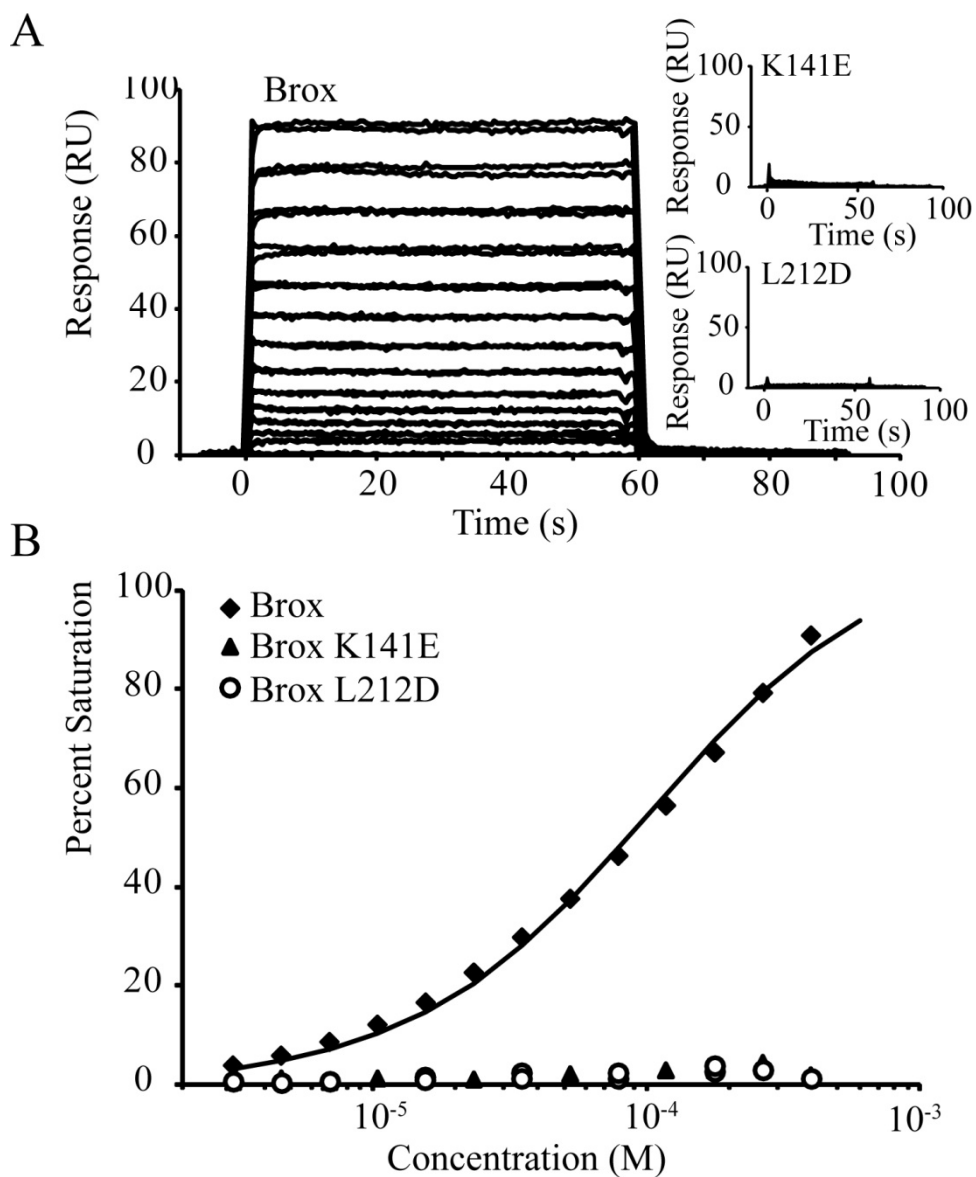 A
Response (RU)
100
80
60
40
20
0
Brox
0 20 40 60 80 100
Time (s)
Response (RU)
100
50
0
K141E
0 50 100
Time (s)
Response (RU)
100
50
0
L212D
0 50 100
Time (s)
B
Percent Saturation
100
80
60
40
20
0
Brox
Brox K141E
Brox L212D
10-5 10-4 10-3
Concentration (M)